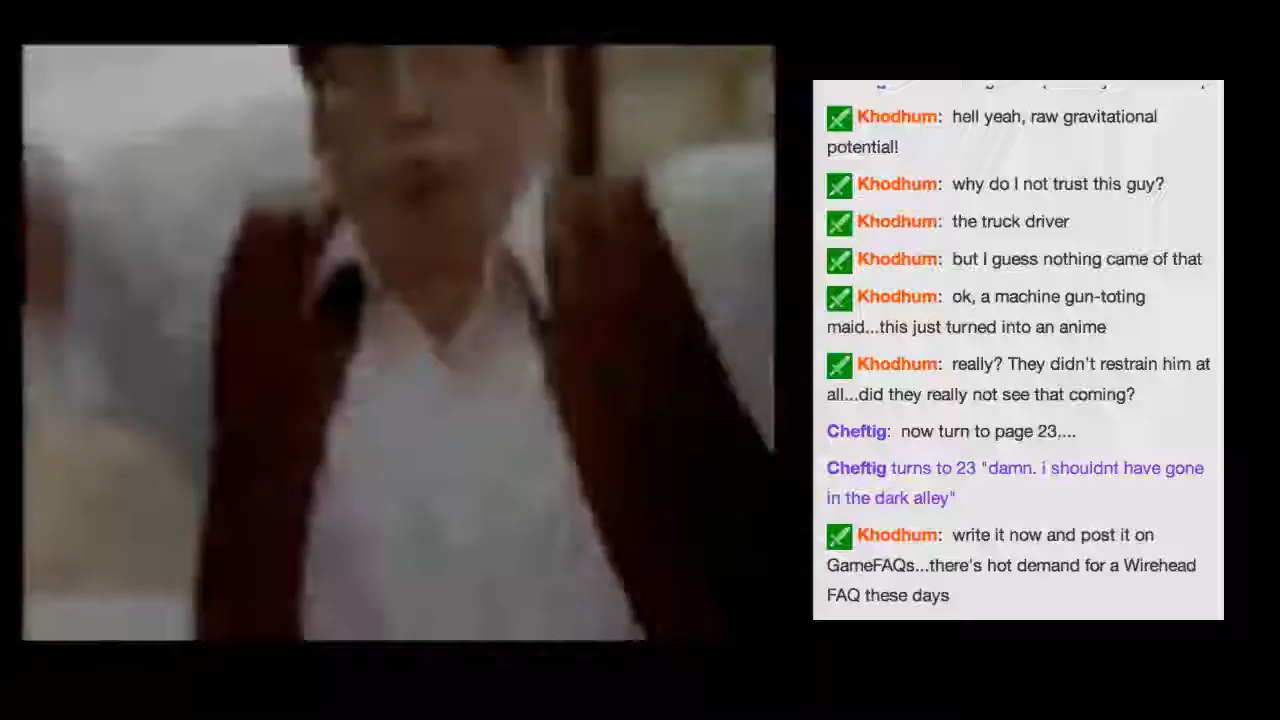 Khodhum: hell yeah, raw gravitational
potential!
Khodhum: why do I not trust this guy?
Khodhum: the truck driver
Khodhum: but I guess nothing came of that
Khodhum: ok, a machine gun-toting
maid...this just turned into an anime
Khodhum: really? They didn't restrain him at
all...did they really not see that coming?
Cheftig: now turn to page 23....
Cheftig turns to 23 "damn. i shouldnt have gone
in the dark alley"
Khodhum: write it now and post it on
GameFAQs...there's hot demand for a Wirehead
FAQ these days